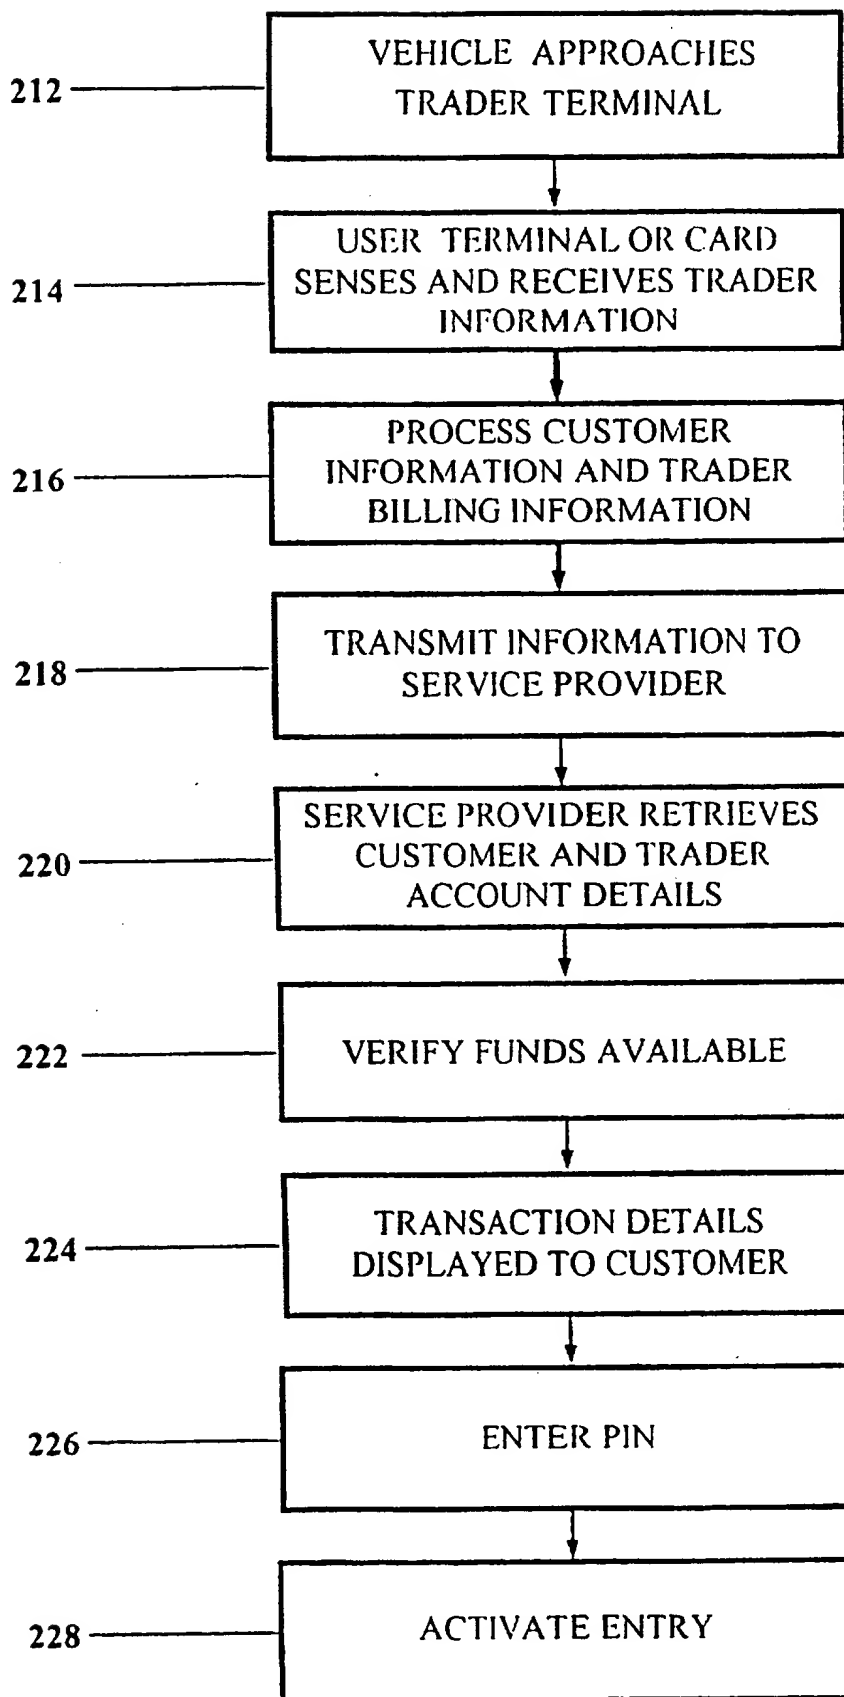 VEHICLE APPROACHES
TRADER TERMINAL
212
USER TERMINAL OR CARD
SENSES AND RECEIVES TRADER
INFORMATION
214
PROCESS CUSTOMER
INFORMATION AND TRADER
BILLING INFORMATION
216
TRANSMIT INFORMATION TO
SERVICE PROVIDER
218
SERVICE PROVIDER RETRIEVES
CUSTOMER AND TRADER
ACCOUNT DETAILS
220
VERIFY FUNDS AVAILABLE
222
TRANSACTION DETAILS
DISPLAYED TO CUSTOMER
224
ENTER PIN
226
ACTIVATE ENTRY
228